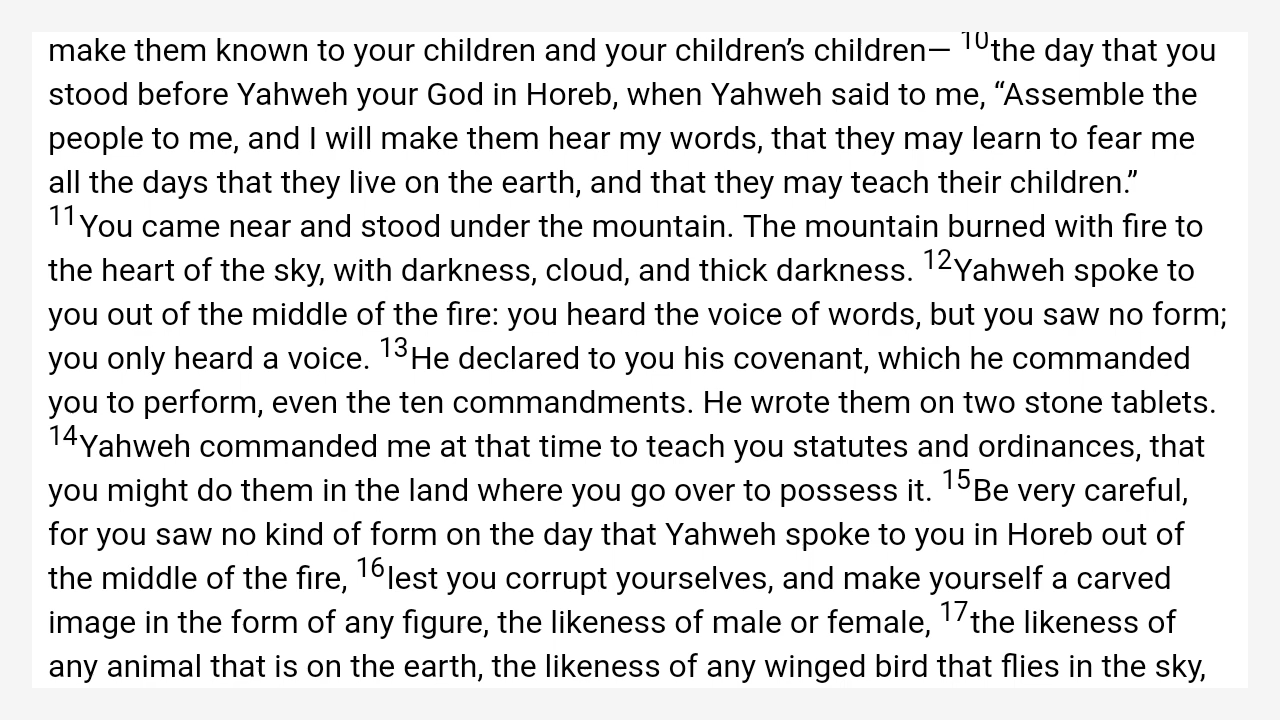 make them known to your children and your children’s children— 10the day that you
stood before Yahweh your God in Horeb, when Yahweh said to me, “Assemble the
people to me, and I will make them hear my words, that they may learn to fear me
all the days that they live on the earth, and that they may teach their children.”
11You came near and stood under the mountain. The mountain burned with fire to
the heart of the sky, with darkness, cloud, and thick darkness. 12Yahweh spoke to
you out of the middle of the fire: you heard the voice of words, but you saw no form;
you only heard a voice. 13He declared to you his covenant, which he commanded
you to perform, even the ten commandments. He wrote them on two stone tablets.
14Yahweh commanded me at that time to teach you statutes and ordinances, that
you might do them in the land where you go over to possess it. 15Be very careful,
for you saw no kind of form on the day that Yahweh spoke to you in Horeb out of
the middle of the fire, 16lest you corrupt yourselves, and make yourself a carved
image in the form of any figure, the likeness of male or female, 17the likeness of
any animal that is on the earth, the likeness of any winged bird that flies in the sky,